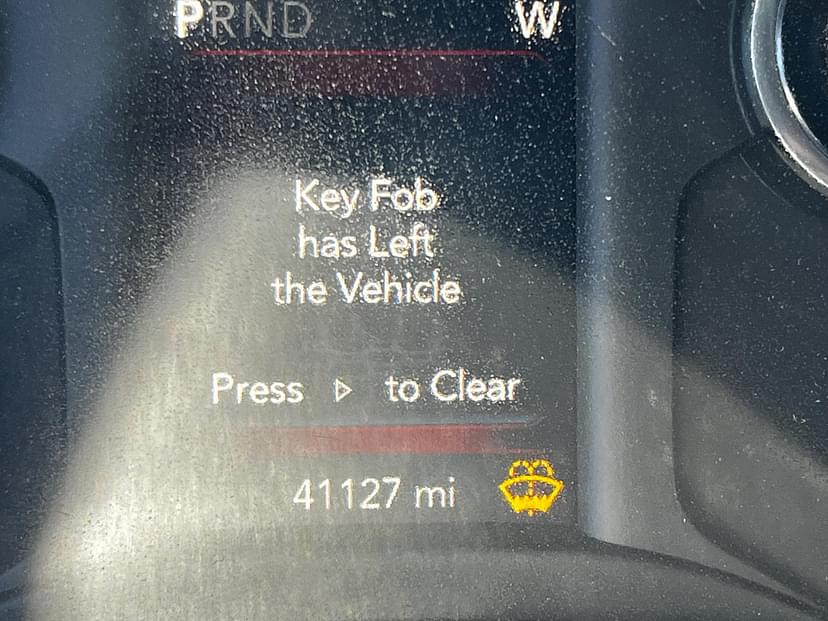 PRND W
Key Fob
has Left
the Vehicle
Press ▷ to Clear
41127 mi